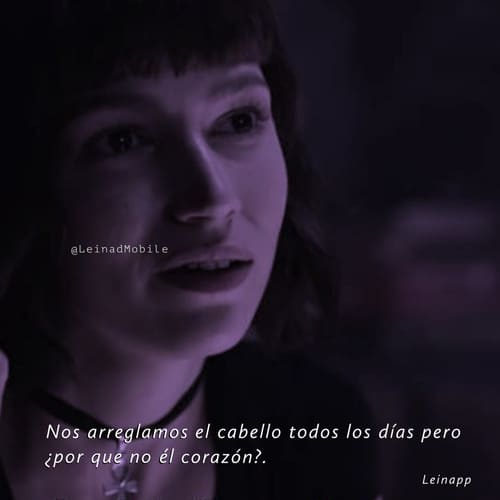 @LeinadMobile
Nos arreglamos el cabello todos los días pero
¿por que no él corazón?.
Leinapp